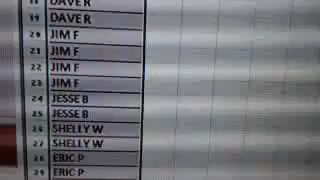 18 DAVE R
19 DAVE R
20 JIM F
21 JIM F
22 JIM F
23 JIM F
24 JESSE B
25 JESSE B
26 SHELLY W
27 SHELLY W
28 ERIC P
29 ERIC P